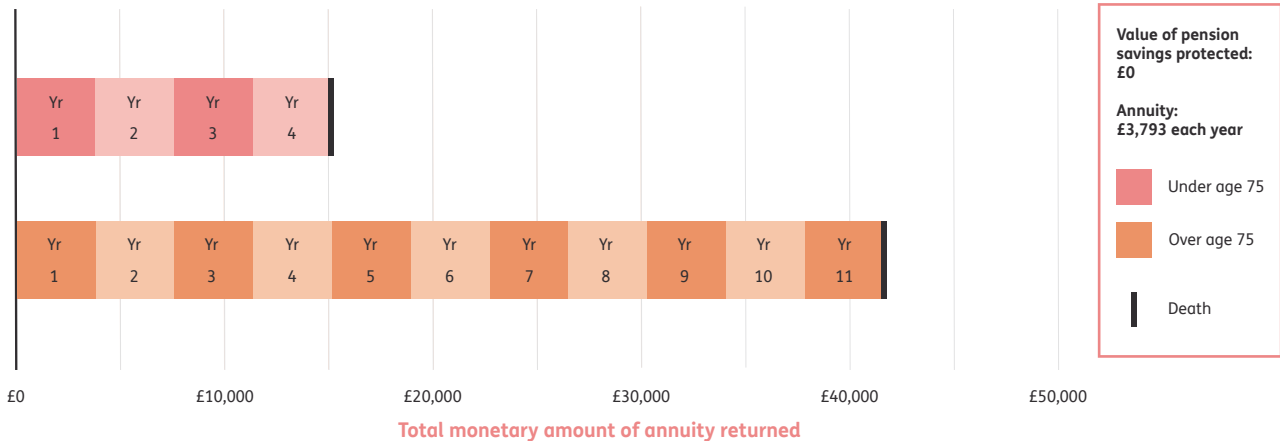 Yr Yr Yr Yr
1 2 3 4
Yr Yr Yr Yr Yr Yr Yr Yr Yr Yr Yr
1 2 3 4 5 6 7 8 9 10 11
£0 £10,000 £20,000 £30,000 £40,000 £50,000
Total monetary amount of annuity returned
Value of pension
savings protected:
£0
Annuity:
£3,793 each year
Under age 75
Over age 75
Death